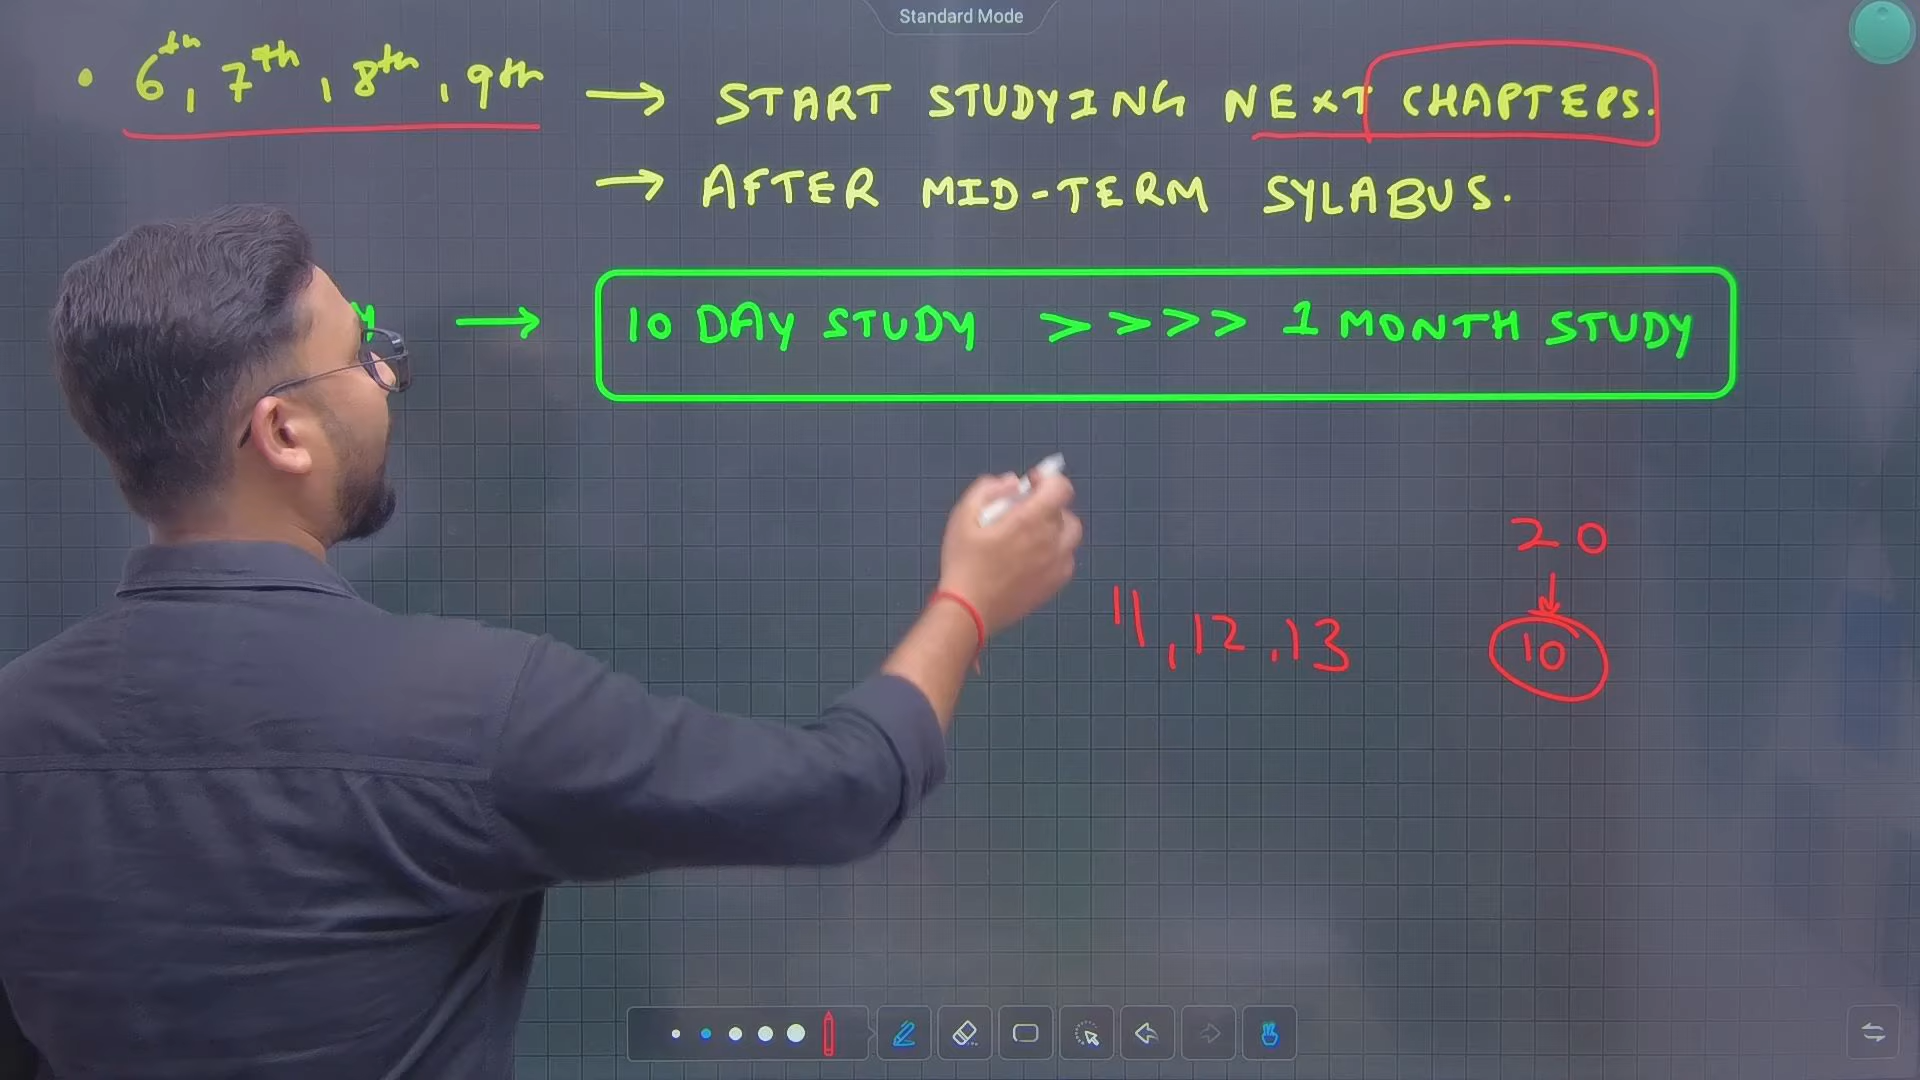 Standard Mode
• 6th, 7th, 8th, 9th → START STUDYING NEXT CHAPTERS.
→ AFTER MID-TERM SYLABUS.
→ 10 DAY STUDY > > > > 1 MONTH STUDY
20
↓
11, 12, 13
10